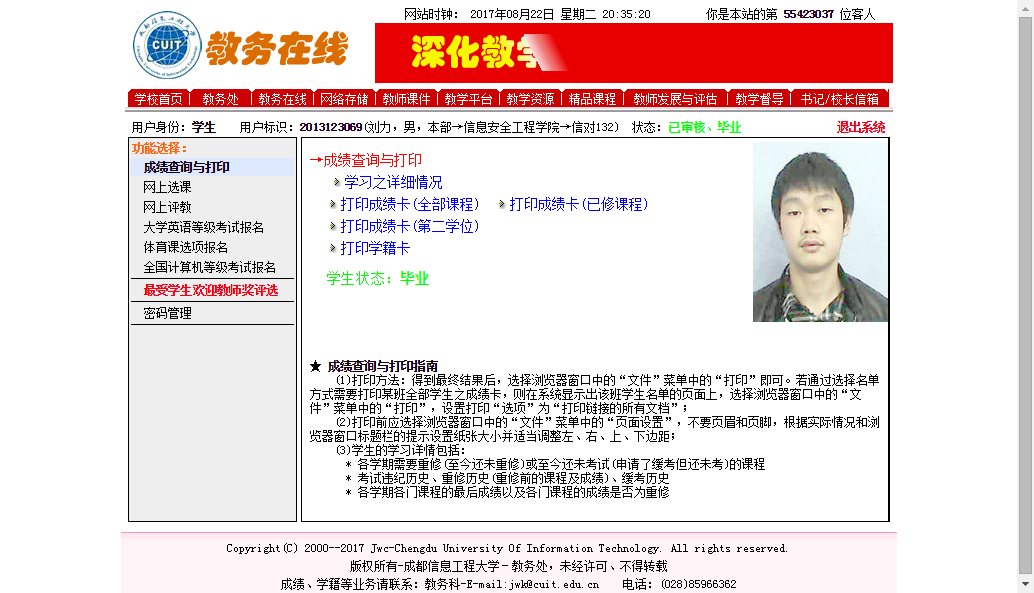 网站时钟： 2017年08月22日 星期二 20:35:20 你是本站的第 55423037 位客人
CUIT 教务在线 深化教学
学校首页 教务处 教务在线 网络存储 教师课件 教学平台 教学资源 精品课程 教师发展与评估 教学督导 书记/校长信箱
用户身份：学生 用户标识：2013123069(刘力，男，本部→信息安全工程学院→信对132) 状态：已审核、毕业 退出系统
功能选择：
成绩查询与打印
网上选课
网上评教
大学英语等级考试报名
体育课选项报名
全国计算机等级考试报名
最受学生欢迎教师奖评选
密码管理
→成绩查询与打印
学习之详细情况
打印成绩卡(全部课程) 打印成绩卡(已修课程)
打印成绩卡(第二学位)
打印学籍卡
学生状态：毕业
★ 成绩查询与打印指南
(1)打印方法：得到最终结果后，选择浏览器窗口中的“文件”菜单中的“打印”即可。若通过选择名单
方式需要打印某班全部学生之成绩卡，则在系统显示出该班学生名单的页面上，选择浏览器窗口中的“文
件”菜单中的“打印”，设置打印“选项”为“打印链接的所有文档”；
(2)打印前应选择浏览器窗口中的“文件”菜单中的“页面设置”，不要页眉和页脚，根据实际情况和浏
览器窗口标题栏的提示设置纸张大小并适当调整左、右、上、下边距；
(3)学生的学习详情包括：
* 各学期需要重修(至今还未重修)或至今还未考试(申请了缓考但还未考)的课程
* 考试违纪历史、重修历史(重修前的课程及成绩)、缓考历史
* 各学期各门课程的最后成绩以及各门课程的成绩是否为重修
Copyright(C) 2000--2017 Jwc-Chengdu University Of Information Technology. All rights reserved.
版权所有-成都信息工程大学-教务处，未经许可、不得转载
成绩、学籍等业务请联系：教务科-E-mail:jwk@cuit.edu.cn 电话：(028)85966362